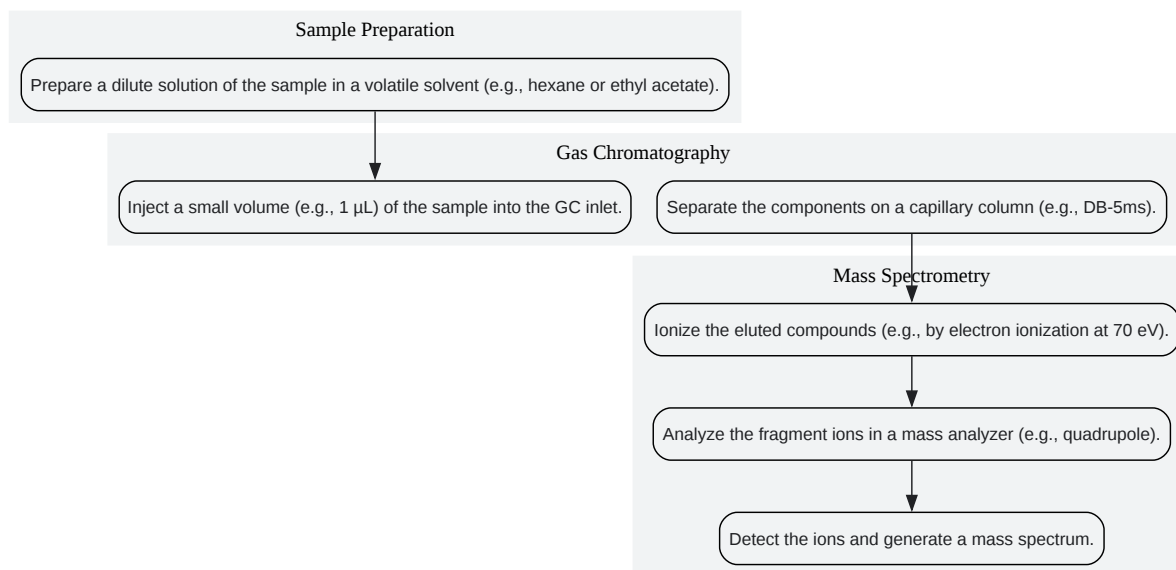 Sample Preparation
Prepare a dilute solution of the sample in a volatile solvent (e.g., hexane or ethyl acetate).
Gas Chromatography
Inject a small volume (e.g., 1 µL) of the sample into the GC inlet.
Separate the components on a capillary column (e.g., DB-5ms).
Mass Spectrometry
Ionize the eluted compounds (e.g., by electron ionization at 70 eV).
Analyze the fragment ions in a mass analyzer (e.g., quadrupole).
Detect the ions and generate a mass spectrum.